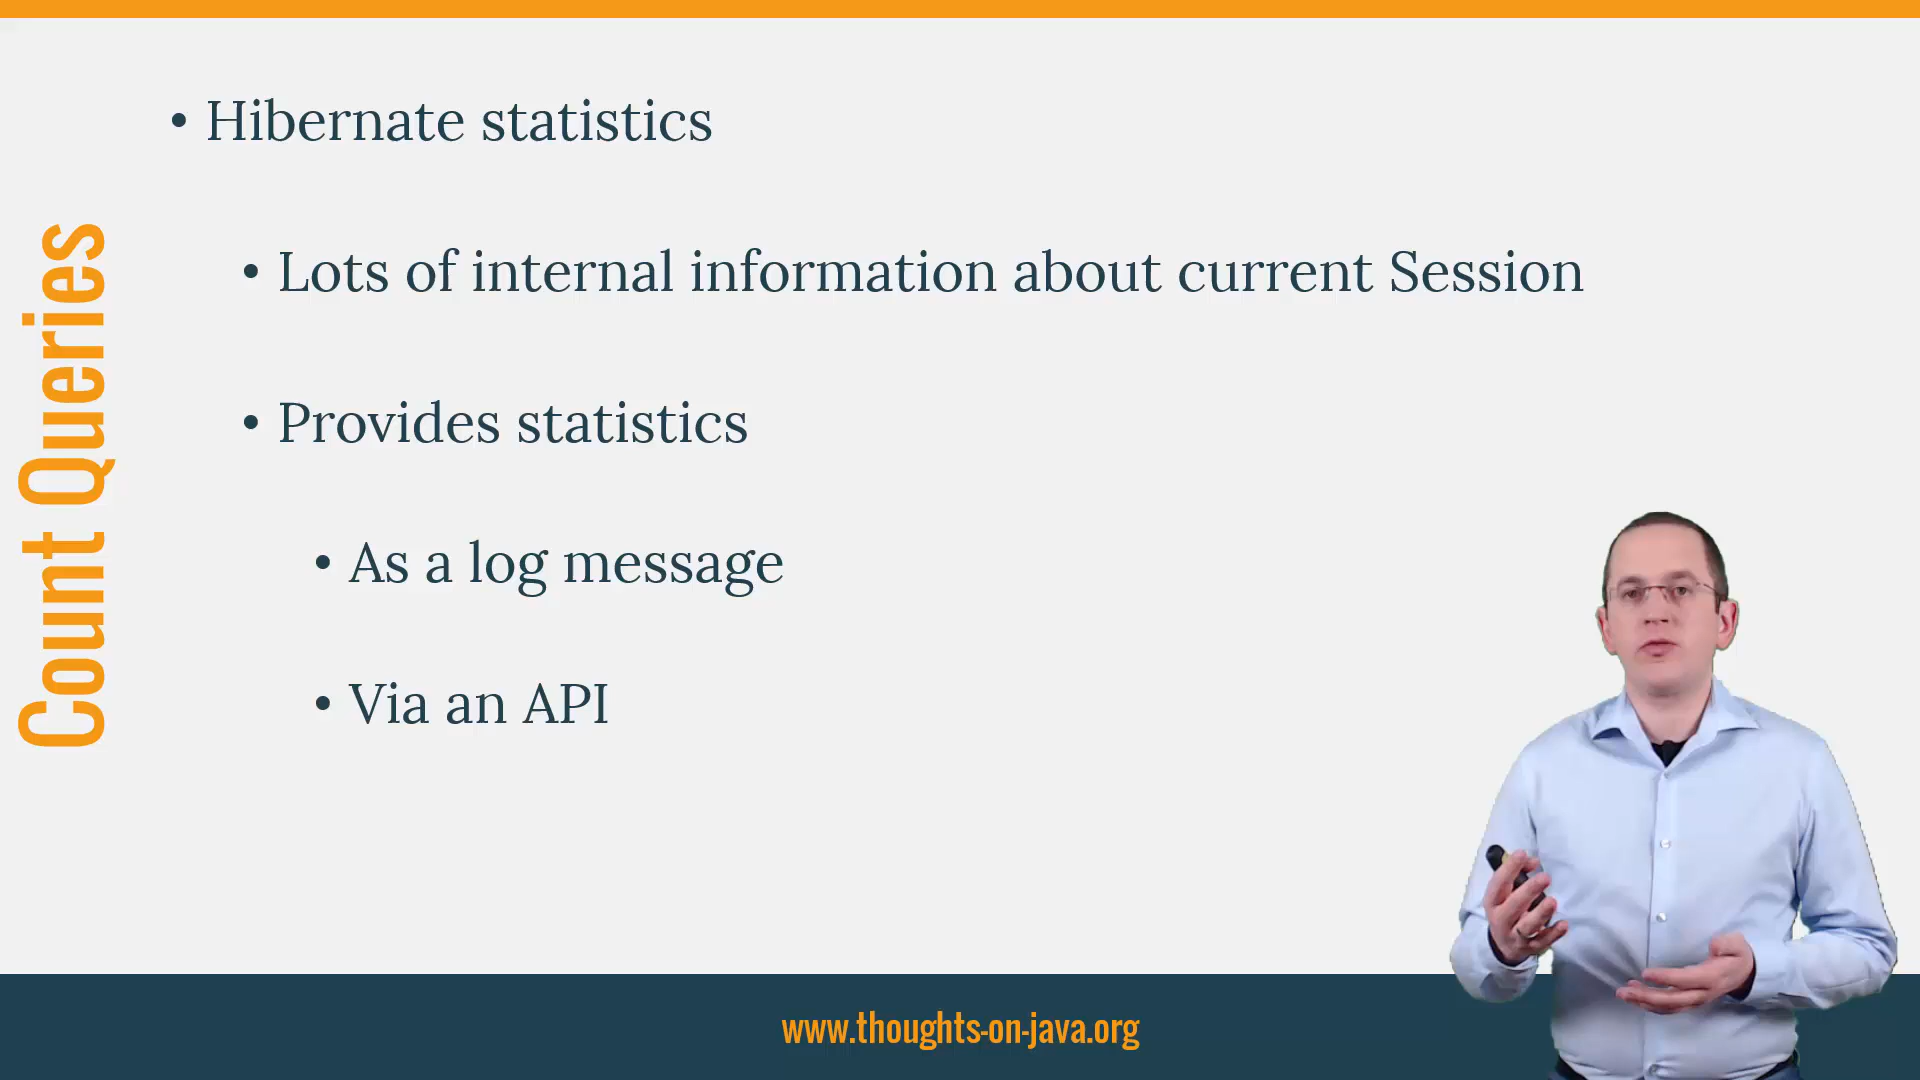 Count Queries
• Hibernate statistics
• Lots of internal information about current Session
• Provides statistics
• As a log message
• Via an API
www.thoughts-on-java.org